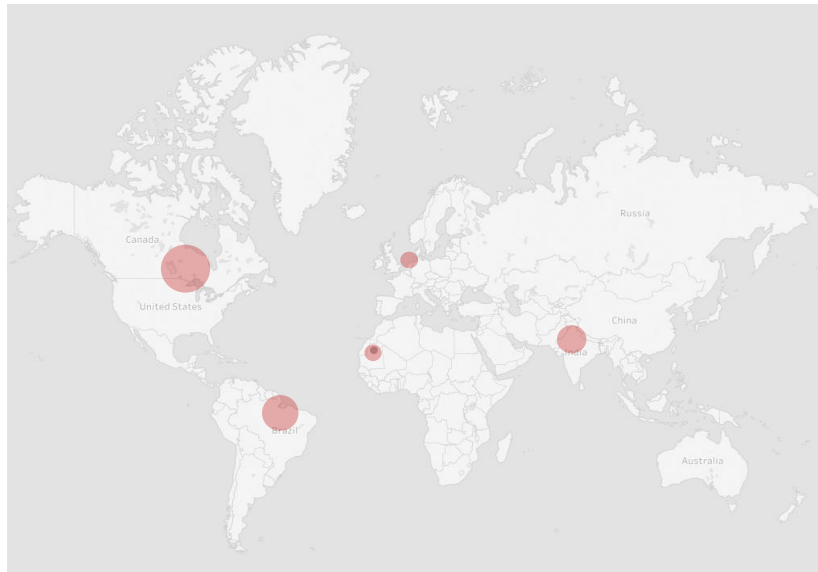 Russia
Canada
United States
China
India
Brazil
Australia